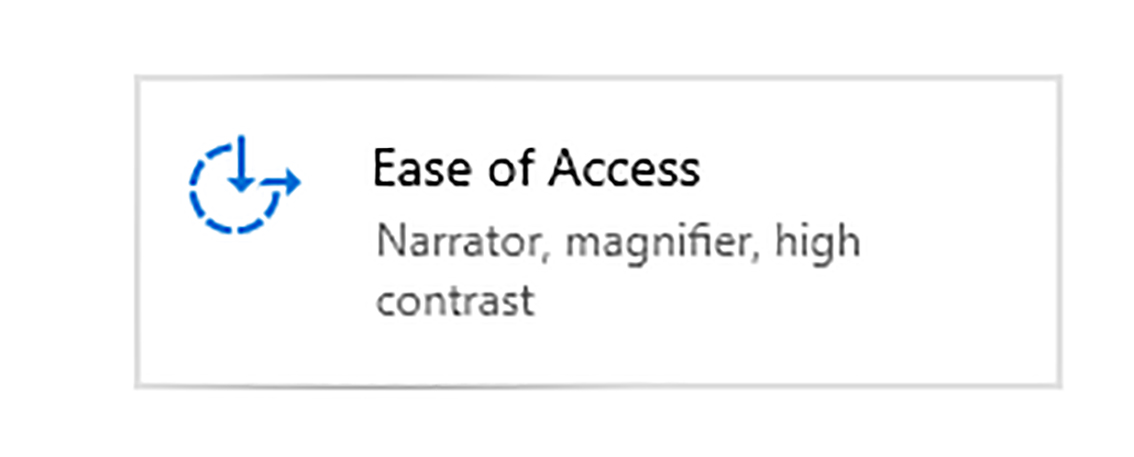 Ease of Access
Narrator, magnifier, high
contrast